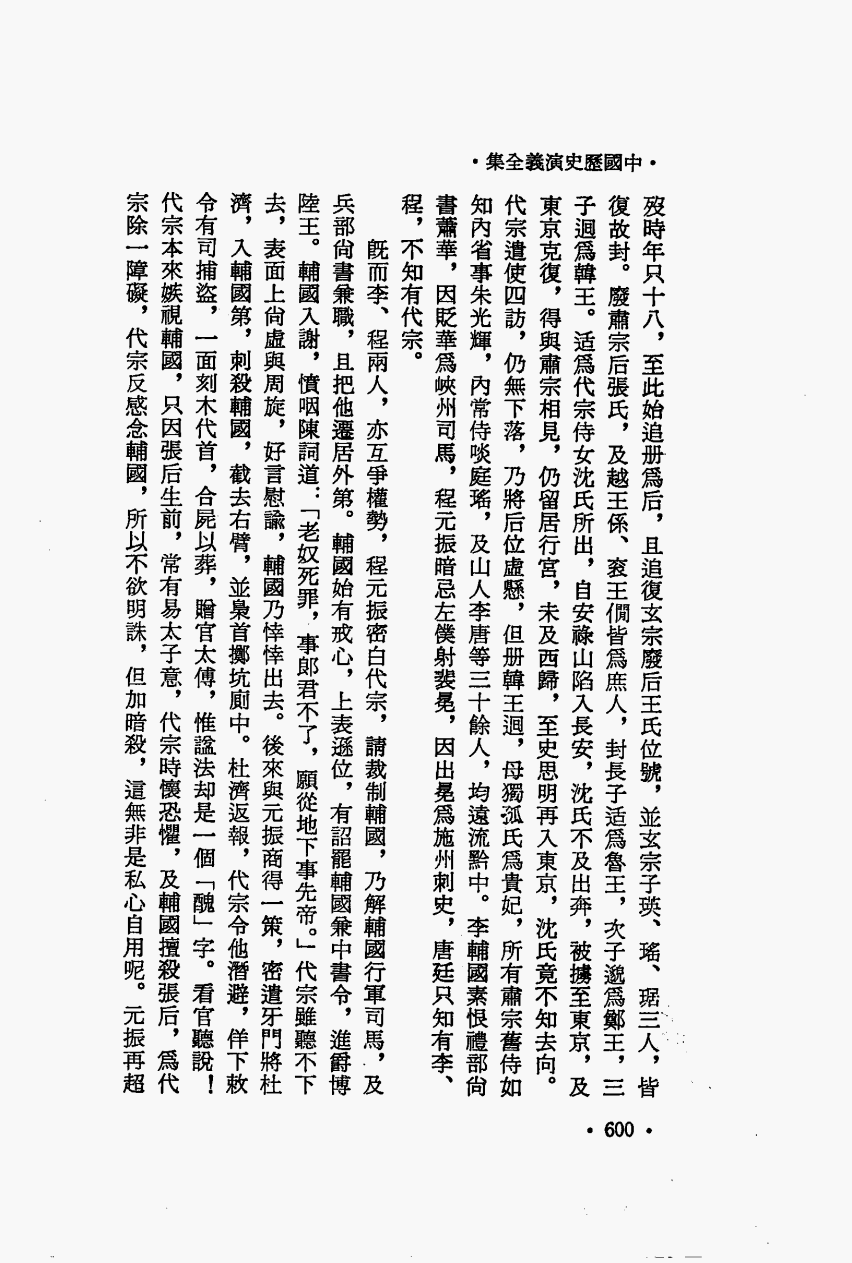 •中國歷史演義全集•
歿時年只十八，至此始追册爲后，且追復玄宗廢后王氏位號，並玄宗子瑛、瑤、琚三人，皆
復故封。廢肅宗后張氏，及越王係、衮王僩皆爲庶人，封長子适爲魯王，次子邈爲鄭王，三
子迴爲韓王。适爲代宗侍女沈氏所出，自安祿山陷入長安，沈氏不及出奔，被擄至東京，及
東京克復，得與肅宗相見，仍留居行宮，未及西歸，至史思明再入東京，沈氏竟不知去向。
代宗遣使四訪，仍無下落，乃將后位虛懸，但册韓王迴，母獨孤氏爲貴妃，所有肅宗舊侍如
知內省事朱光輝，內常侍啖庭瑤，及山人李唐等三十餘人，均遠流黔中。李輔國素恨禮部尙
書蕭華，因貶華爲峽州司馬，程元振暗忌左僕射裴冕，因出冕爲施州刺史，唐廷只知有李、
程，不知有代宗。
旣而李、程兩人，亦互爭權勢，程元振密白代宗，請裁制輔國，乃解輔國行軍司馬，及
兵部尙書兼職，且把他遷居外第。輔國始有戒心，上表遜位，有詔罷輔國兼中書令，進爵博
陸王。輔國入謝，憤咽陳詞道：「老奴死罪，事郎君不了，願從地下事先帝。」代宗雖聽不下
去，表面上尙虛與周旋，好言慰諭，輔國乃悻悻出去。後來與元振商得一策，密遣牙門將杜
濟，入輔國第，刺殺輔國，截去右臂，並梟首擲坑廁中。杜濟返報，代宗令他潛避，佯下敕
令有司捕盜，一面刻木代首，合屍以葬，贈官太傅，惟諡法却是一個「醜」字。看官聽說！
代宗本來嫉視輔國，只因張后生前，常有易太子意，代宗時懷恐懼，及輔國擅殺張后，爲代
宗除一障礙，代宗反感念輔國，所以不欲明誅，但加暗殺，這無非是私心自用呢。元振再超
•600•